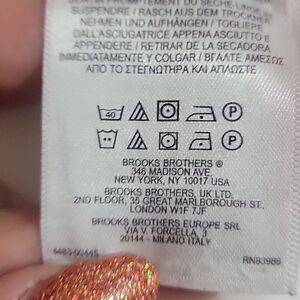 SUSPENDER / RASCH AUS DEM TROCKNER
NEHMEN UND AUFHÄNGEN / TOGLIERE
DALL'ASCIUGATRICE APPENA ASCIUTTO E
APPENDERE / RETIRAR DE LA SECADORA
INMEDIATAMENTE Y COLGAR / ΒΓΑΛΤΕ ΑΜΕΣΩΣ
ΑΠΟ ΤΟ ΣΤΕΓΝΩΤΗΡΑ ΚΑΙ ΑΠΛΩΣΤΕ
40 P
P
BROOKS BROTHERS ®
346 MADISON AVE.
NEW YORK, NY, 10017 USA
BROOKS BROTHERS, UK LTD.
2ND FLOOR, 35 GREAT MARLBOROUGH ST.
LONDON W1F 7JF
BROOKS BROTHERS EUROPE SRL
VIA V. FORCELLA, 3
20144 - MILANO ITALY
RN83988